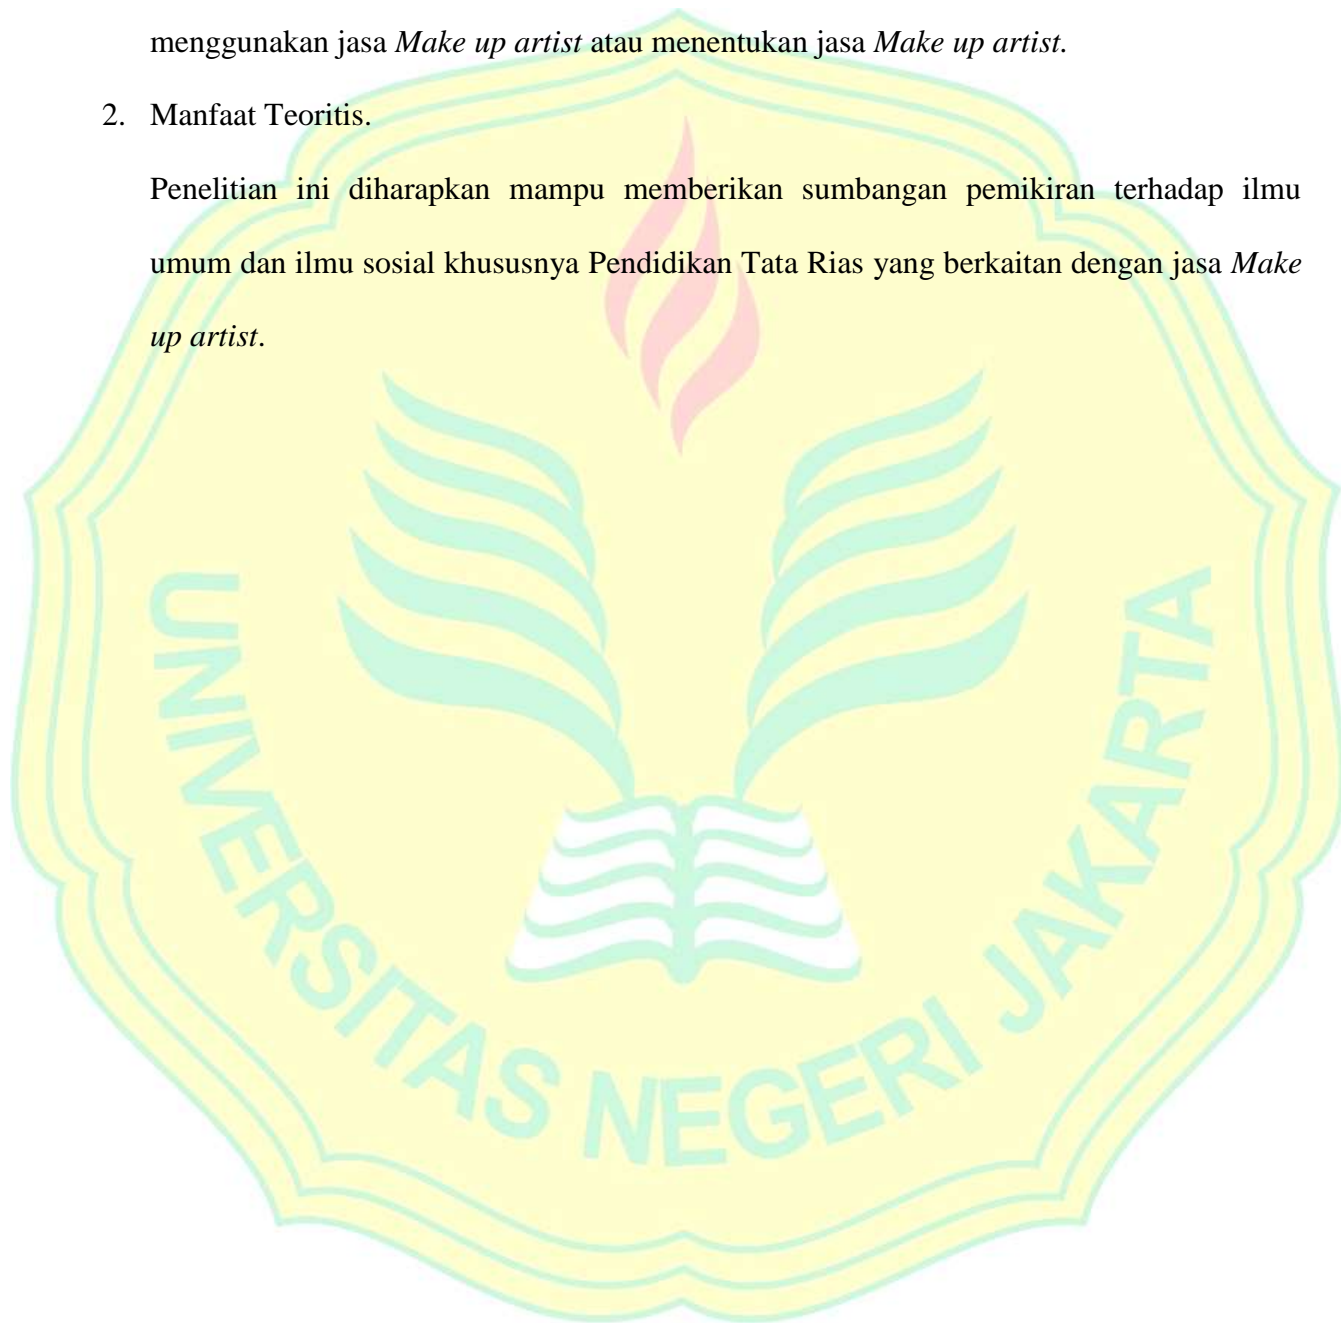 menggunakan jasa Make up artist atau menentukan jasa Make up artist.
2. Manfaat Teoritis.
Penelitian ini diharapkan mampu memberikan sumbangan pemikiran terhadap ilmu
umum dan ilmu sosial khususnya Pendidikan Tata Rias yang berkaitan dengan jasa Make
up artist.
UNIVERSITAS NEGERI JAKARTA